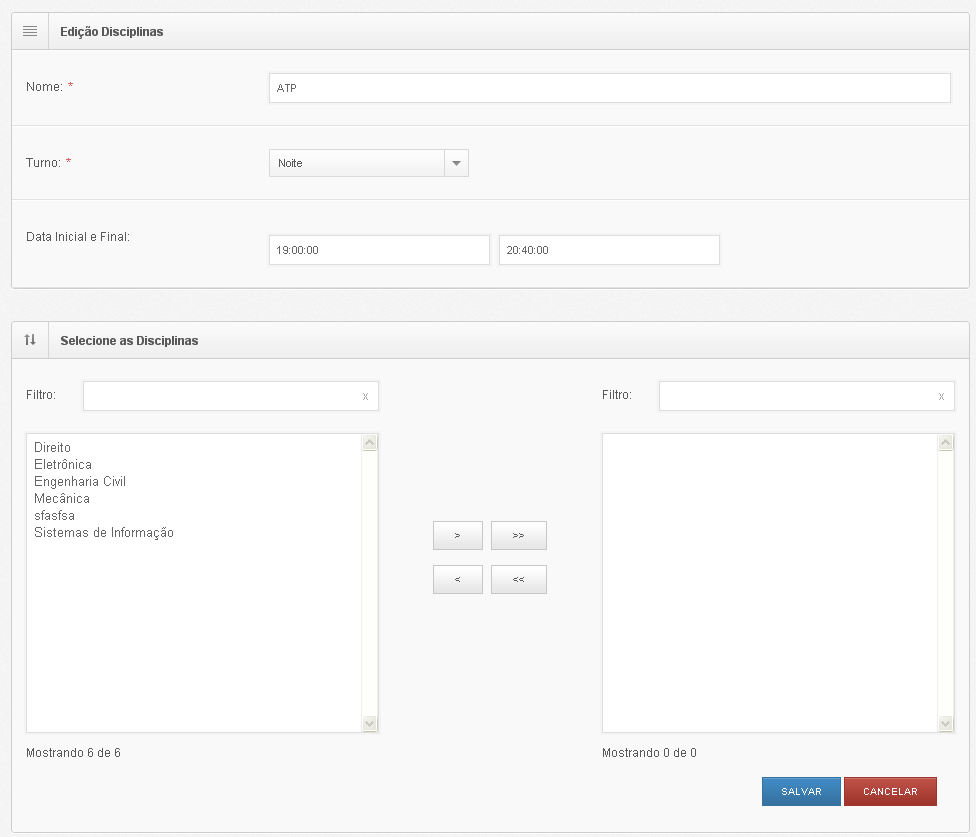 Edição Disciplinas
Nome: *
ATP
Turno: *
Noite
Data Inicial e Final:
19:00:00 20:40:00
Selecione as Disciplinas
Filtro: x
Filtro: x
Direito
Eletrônica
Engenharia Civil
Mecânica
sfasfsa
Sistemas de Informação
> >>
< <<
Mostrando 6 de 6
Mostrando 0 de 0
SALVAR CANCELAR